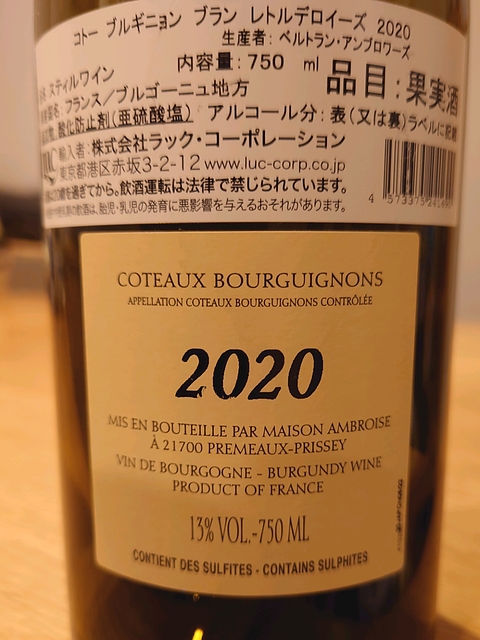 コトー ブルギニョン ブラン レトルデロイーズ 2020
生産者：ベルトラン・アンブロワーズ
スティルワイン 内容量：750 ml 品目：果実酒
フランス／ブルゴーニュ地方
酸化防止剤(亜硫酸塩) アルコール分：表(又は裏)ラベルに記載
輸入者：株式会社ラック・コーポレーション
東京都港区赤坂3-2-12 www.luc-corp.co.jp
過ぎてから。飲酒運転は法律で禁じられています。
飲酒は、胎児・乳児の発育に悪影響を与えるおそれがあります。
COTEAUX BOURGUIGNONS
APPELLATION COTEAUX BOURGUIGNONS CONTRÔLÉE
2020
MIS EN BOUTEILLE PAR MAISON AMBROISE
À 21700 PREMEAUX-PRISSEY
VIN DE BOURGOGNE - BURGUNDY WINE
PRODUCT OF FRANCE
13% VOL.-750 ML
CONTIENT DES SULFITES - CONTAINS SULPHITES